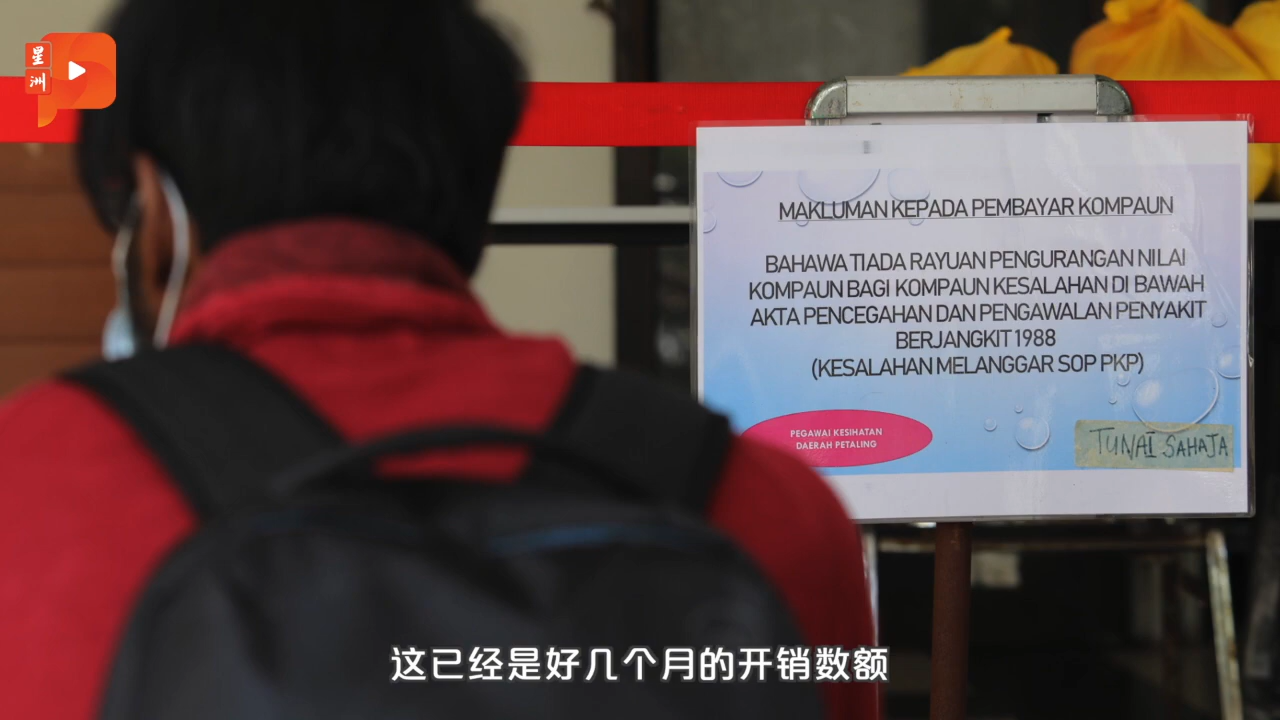 星
洲
MAKLUMAN KEPADA PEMBAYAR KOMPAUN
BAHAWA TIADA RAYUAN PENGURANGAN NILAI
KOMPAUN BAGI KOMPAUN KESALAHAN DI BAWAH
AKTA PENCEGAHAN DAN PENGAWALAN PENYAKIT
BERJANGKIT 1988
(KESALAHAN MELANGGAR SOP PKP)
PEGAWAI KESIHATAN
DAERAH PETALING
TUNAI SAHAJA
这已经是好几个月的开销数额